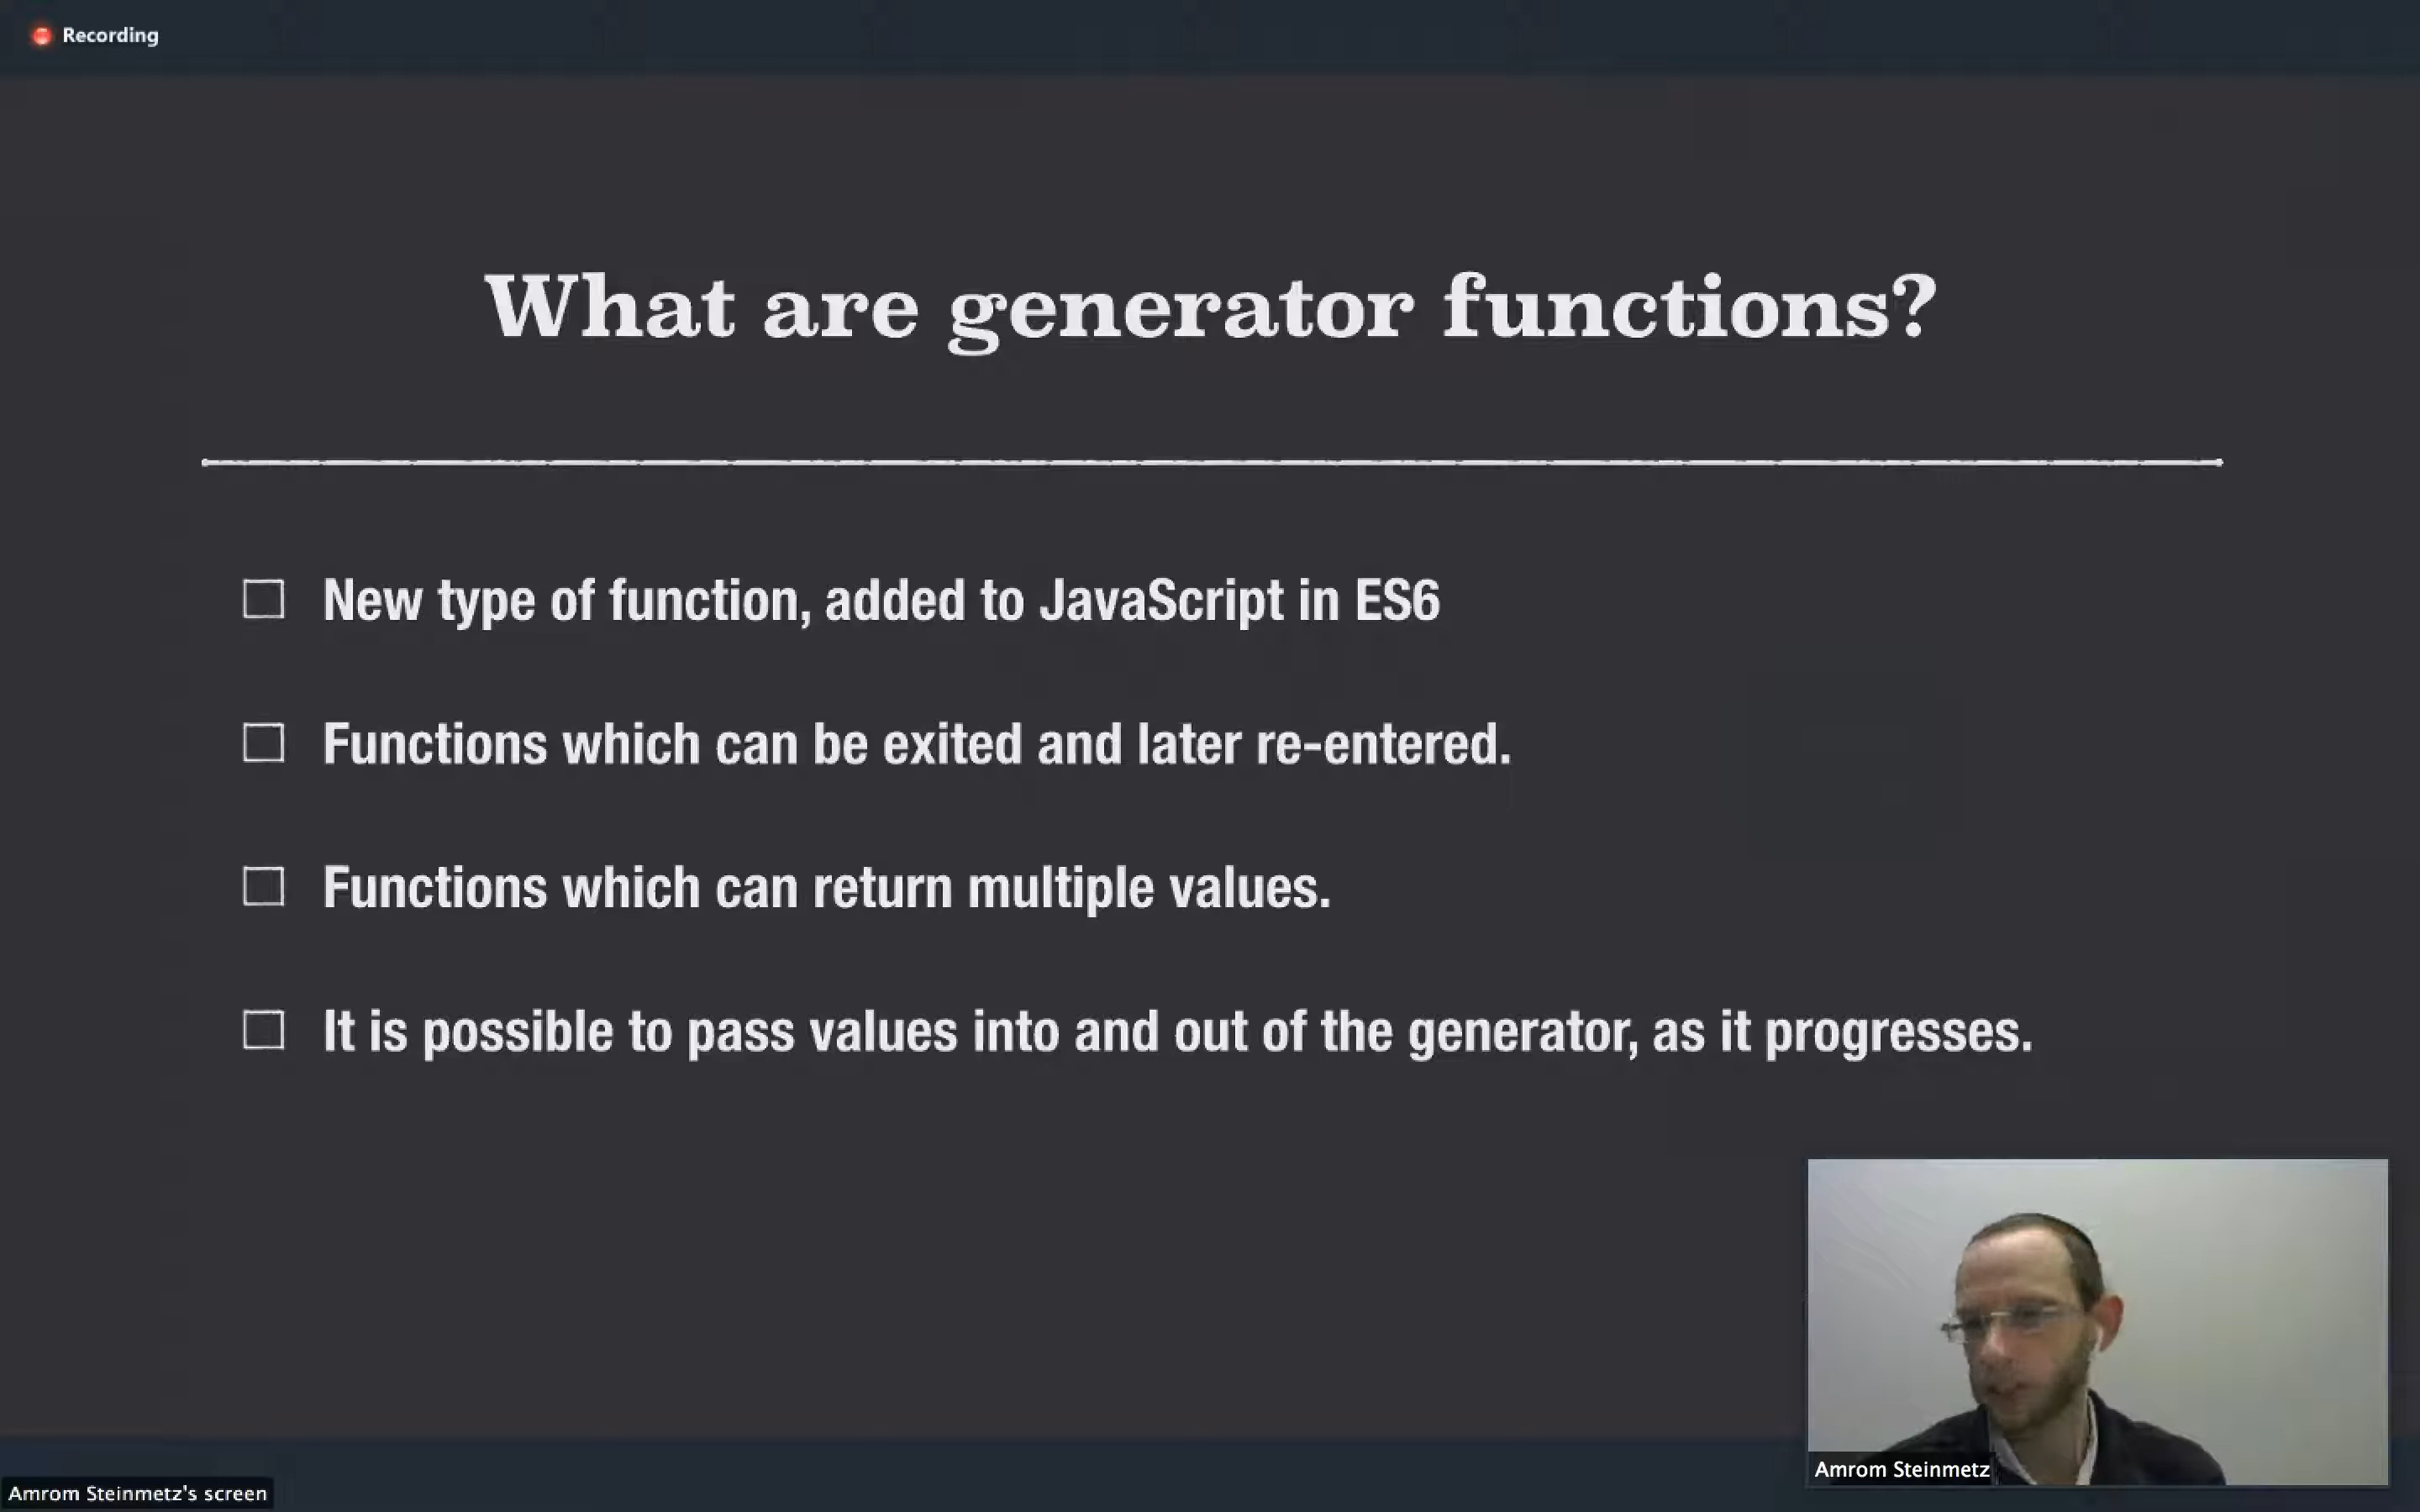 Recording
What are generator functions?
New type of function, added to JavaScript in ES6
Functions which can be exited and later re-entered.
Functions which can return multiple values.
It is possible to pass values into and out of the generator, as it progresses.
Amrom Steinmetz
Amrom Steinmetz's screen